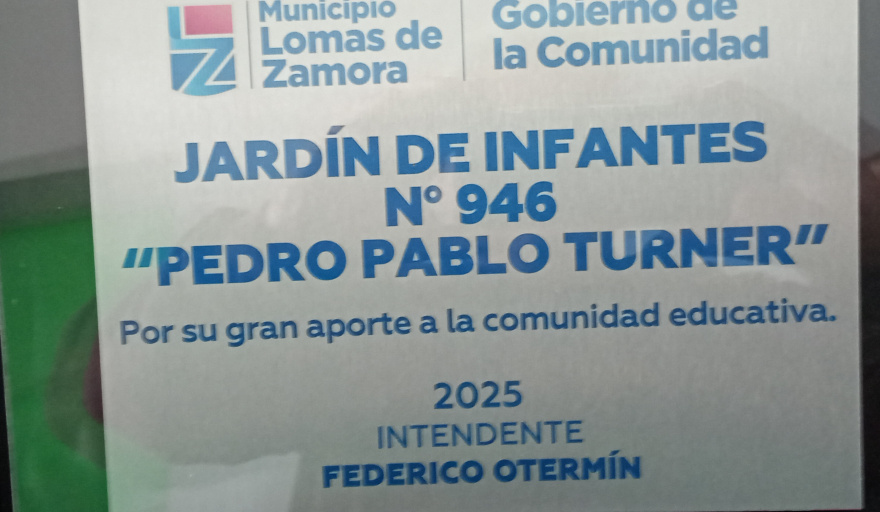 Municipio
Lomas de
Zamora
Gobierno de
la Comunidad
JARDÍN DE INFANTES
N° 946
"PEDRO PABLO TURNER"
Por su gran aporte a la comunidad educativa.
2025
INTENDENTE
FEDERICO OTERMÍN